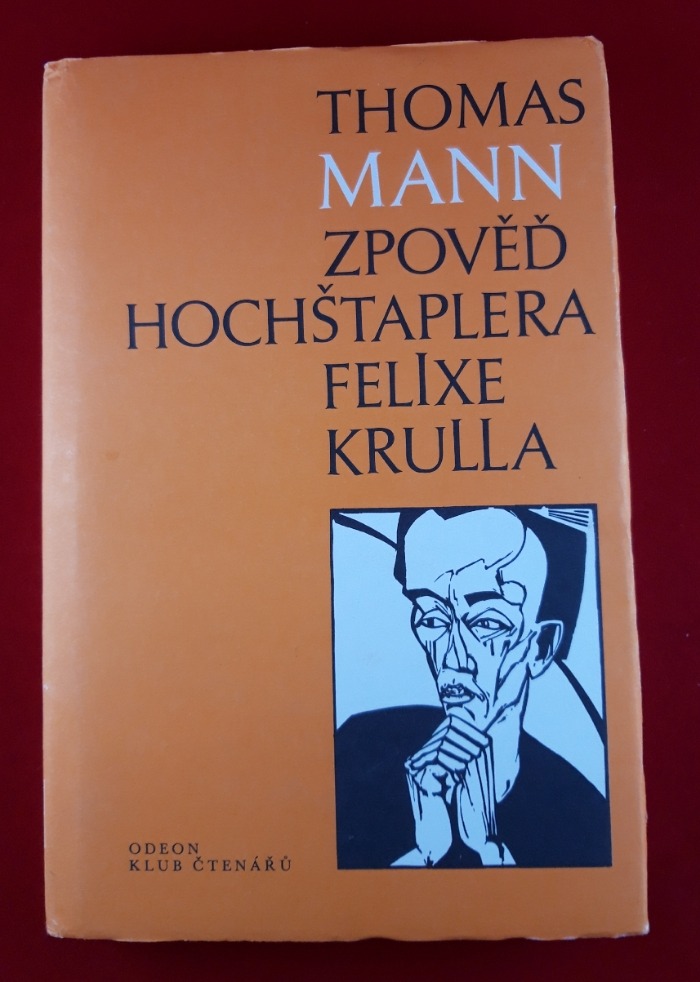 THOMAS
MANN
ZPOVĚĎ
HOCHŠTAPLERA
FELIXE
KRULLA
ODEON
KLUB ČTENÁŘŮ